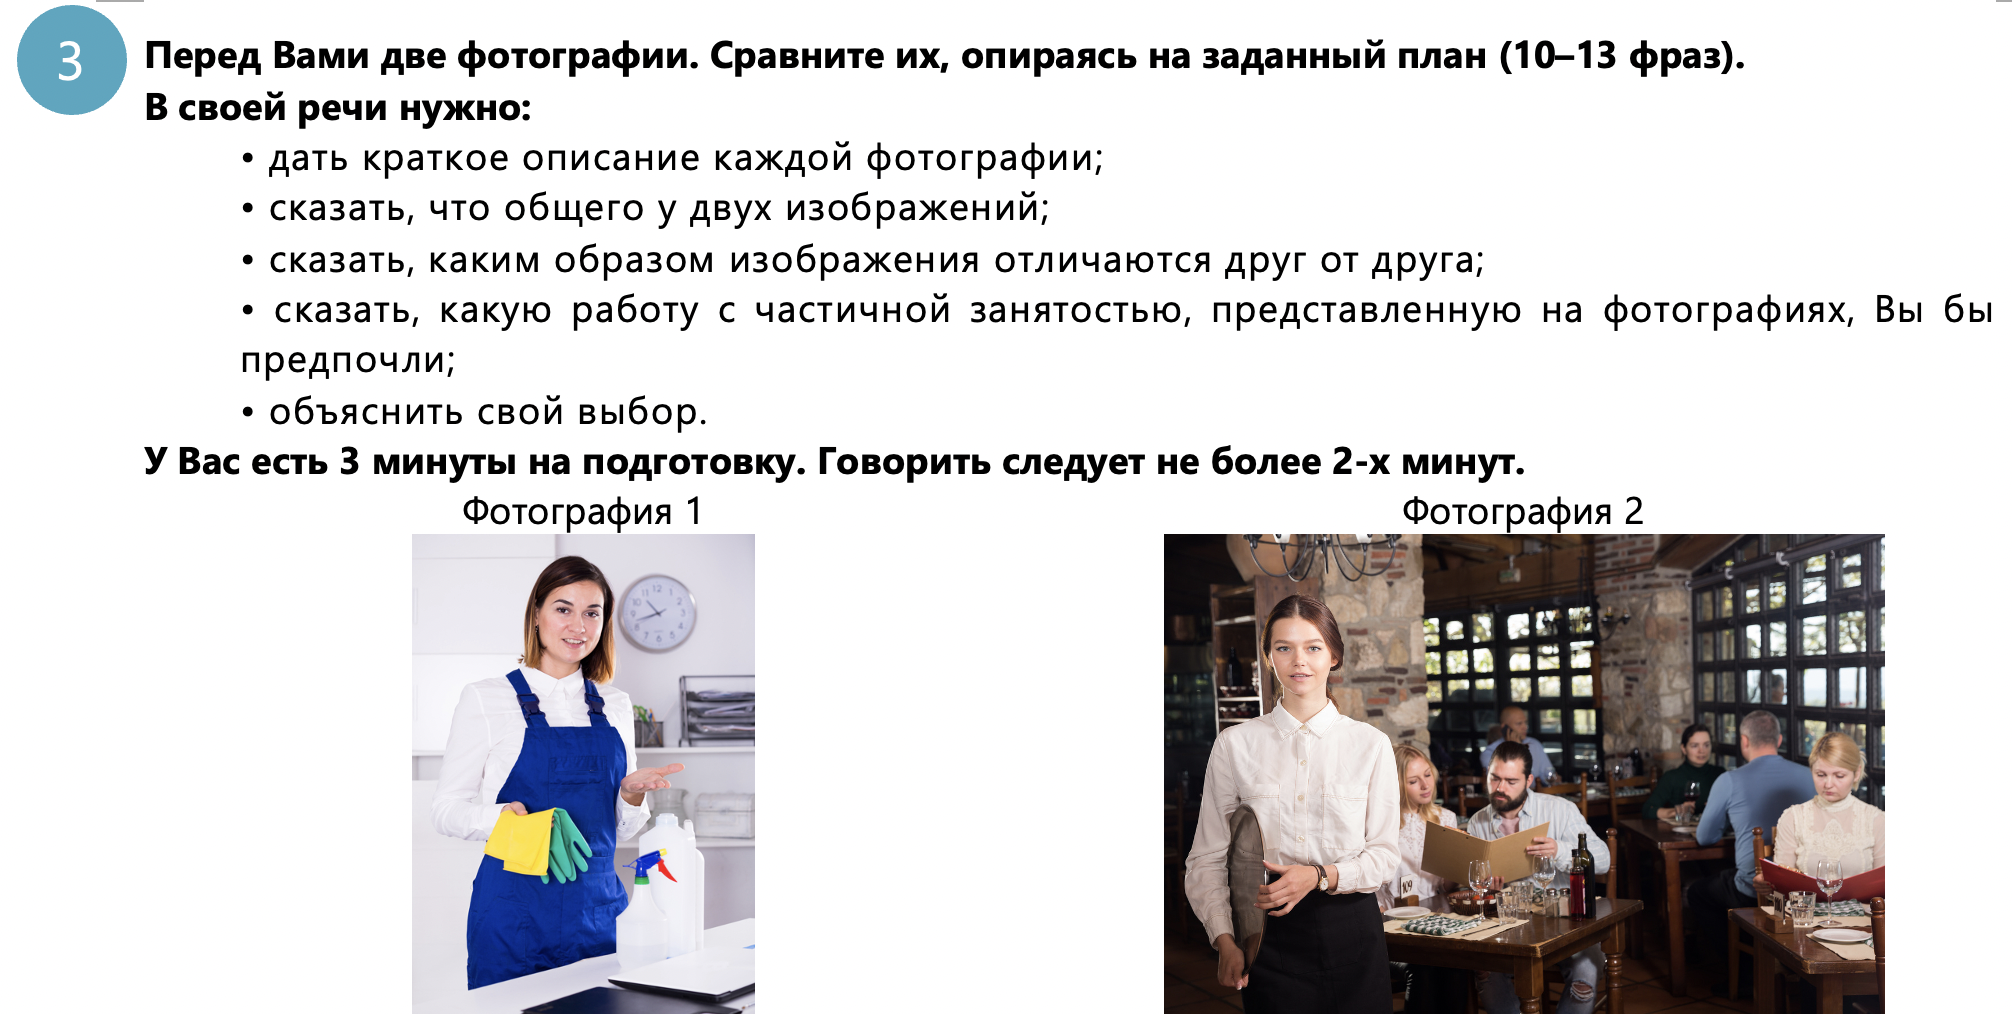 3
Перед Вами две фотографии. Сравните их, опираясь на заданный план (10–13 фраз).
В своей речи нужно:
• дать краткое описание каждой фотографии;
• сказать, что общего у двух изображений;
• сказать, каким образом изображения отличаются друг от друга;
• сказать, какую работу с частичной занятостью, представленную на фотографиях, Вы бы
предпочли;
• объяснить свой выбор.
У Вас есть 3 минуты на подготовку. Говорить следует не более 2-х минут.
Фотография 1
Фотография 2